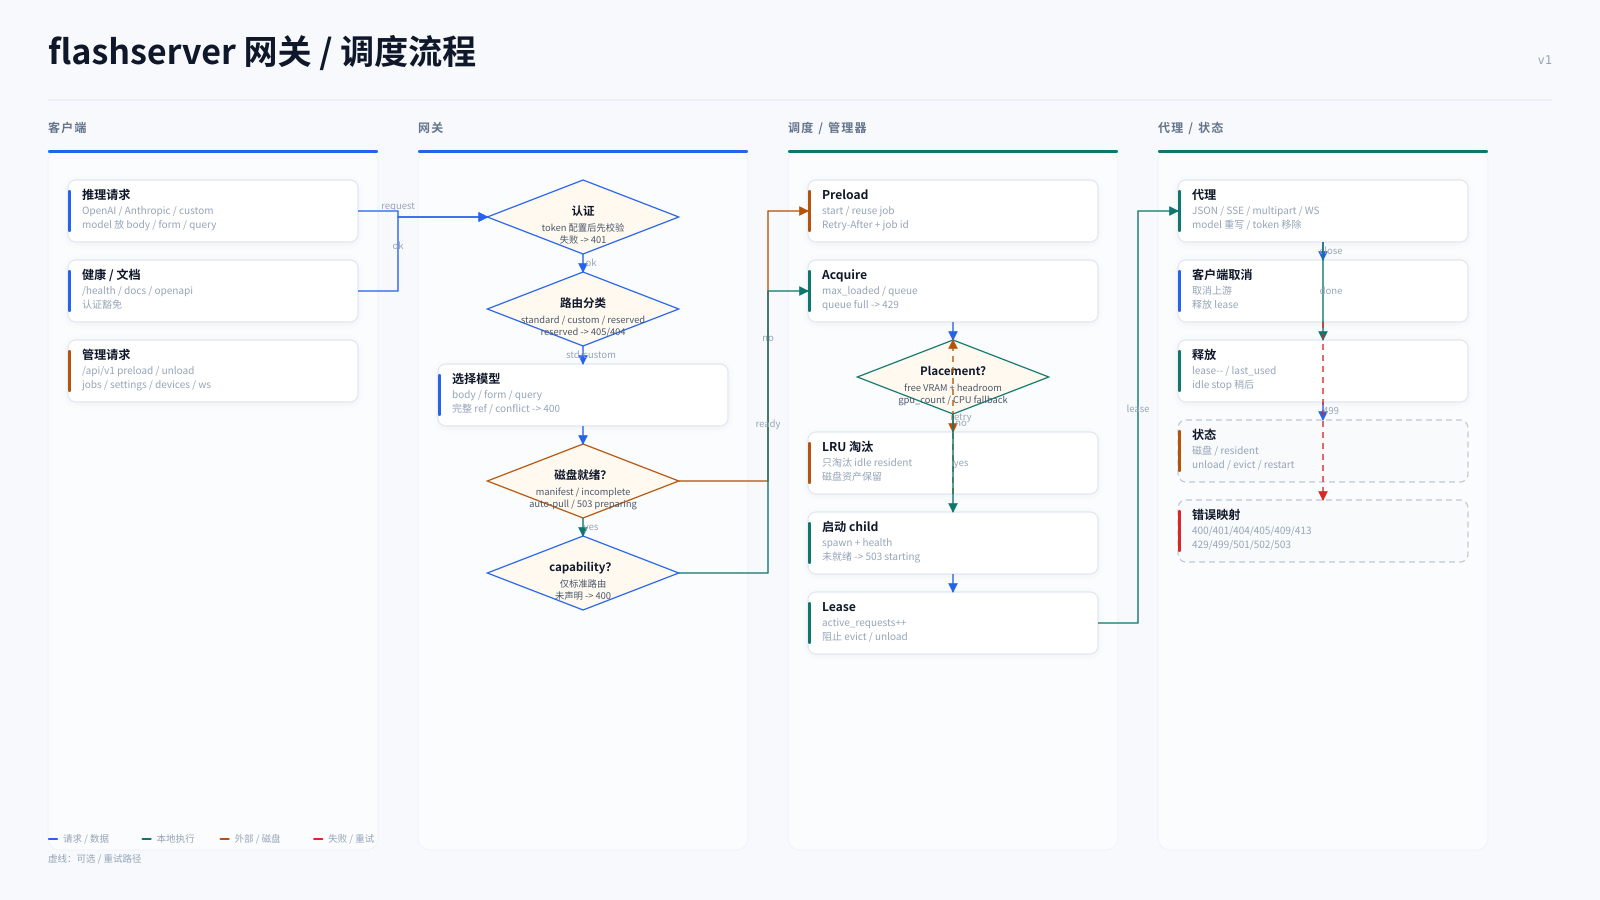 flashserver 网关 / 调度流程
v1
客户端
网关
调度 / 管理器
代理 / 状态
推理请求
OpenAI / Anthropic / custom
model 放 body / form / query
健康 / 文档
/health / docs / openapi
认证豁免
管理请求
/api/v1 preload / unload
jobs / settings / devices / ws
request
ok
认证
token 配置后先校验
失败 -> 401
ok
路由分类
standard / custom / reserved
reserved -> 405/404
std/custom
选择模型
body / form / query
完整 ref / conflict -> 400
磁盘就绪?
manifest / incomplete
auto-pull / 503 preparing
yes
capability?
仅标准路由
未声明 -> 400
no
ready
Preload
start / reuse job
Retry-After + job id
Acquire
max_loaded / queue
queue full -> 429
Placement?
free VRAM + headroom
gpu_count / CPU fallback
retry
no
LRU 淘汰
只淘汰 idle resident
磁盘资产保留
yes
启动 child
spawn + health
未就绪 -> 503 starting
Lease
active_requests++
阻止 evict / unload
lease
代理
JSON / SSE / multipart / WS
model 重写 / token 移除
close
客户端取消
取消上游
释放 lease
done
释放
lease-- / last_used
idle stop 稍后
499
状态
磁盘 / resident
unload / evict / restart
错误映射
400/401/404/405/409/413
429/499/501/502/503
请求 / 数据
本地执行
外部 / 磁盘
失败 / 重试
虚线：可选 / 重试路径